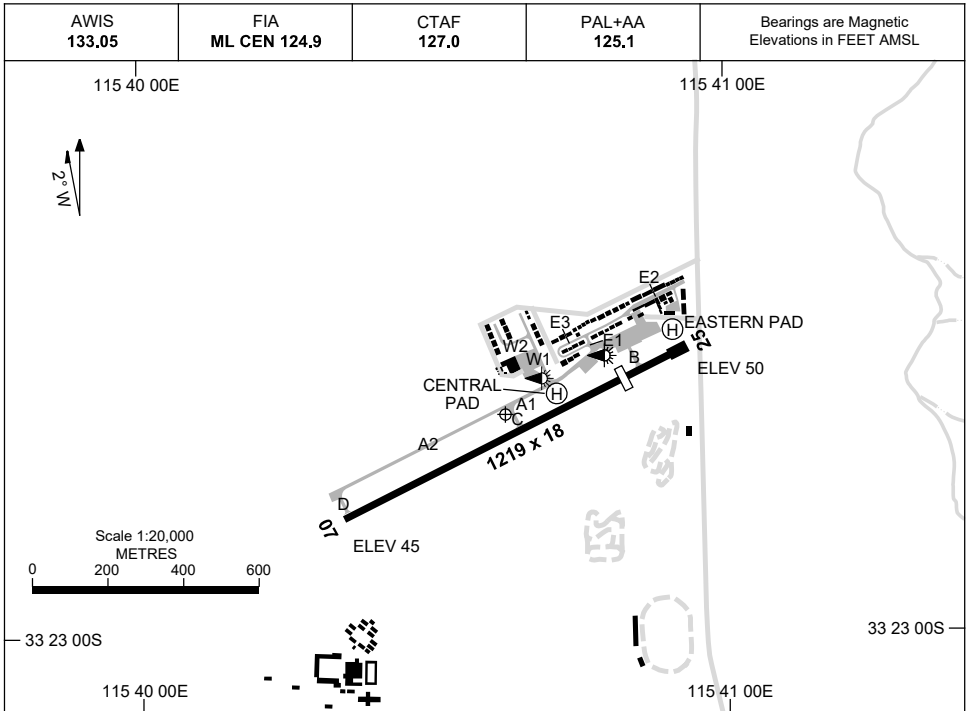 AWIS
133.05
FIA
ML CEN 124.9
CTAF
127.0
PAL+AA
125.1
Bearings are Magnetic
Elevations in FEET AMSL
115 40 00E
115 41 00E
2° W
E2
E3
EASTERN PAD
H
W2
E1
25
W1
B
ELEV 50
CENTRAL
PAD
H
A1
C
1219 x 18
A2
D
07
ELEV 45
Scale 1:20,000
METRES
0 200 400 600
33 23 00S
33 23 00S
115 40 00E
115 41 00E